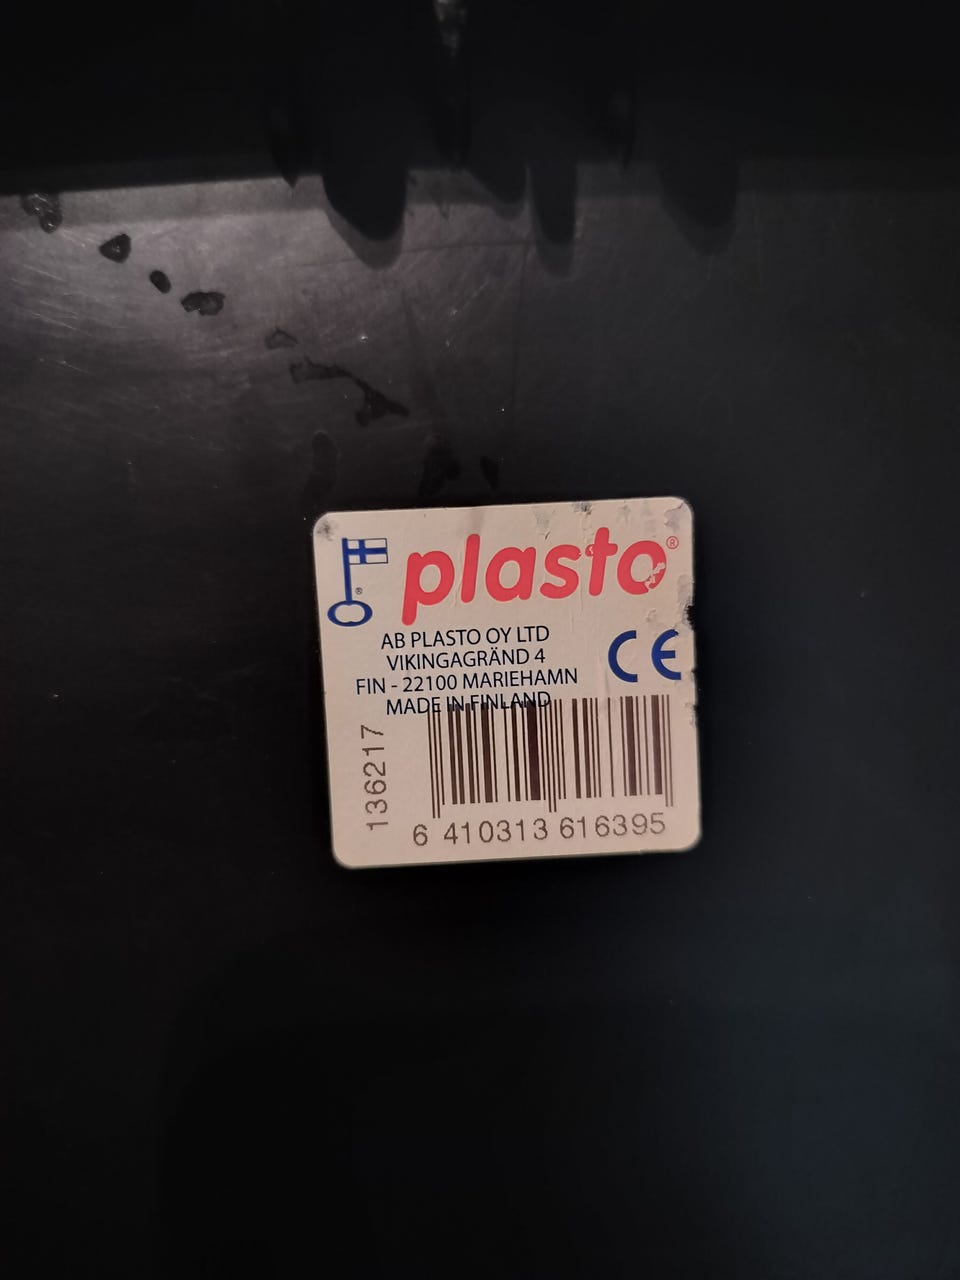 plasto®
®
AB PLASTO OY LTD
VIKINGAGRÄND 4
FIN - 22100 MARIEHAMN
MADE IN FINLAND
CE
136217
6 410313 616395